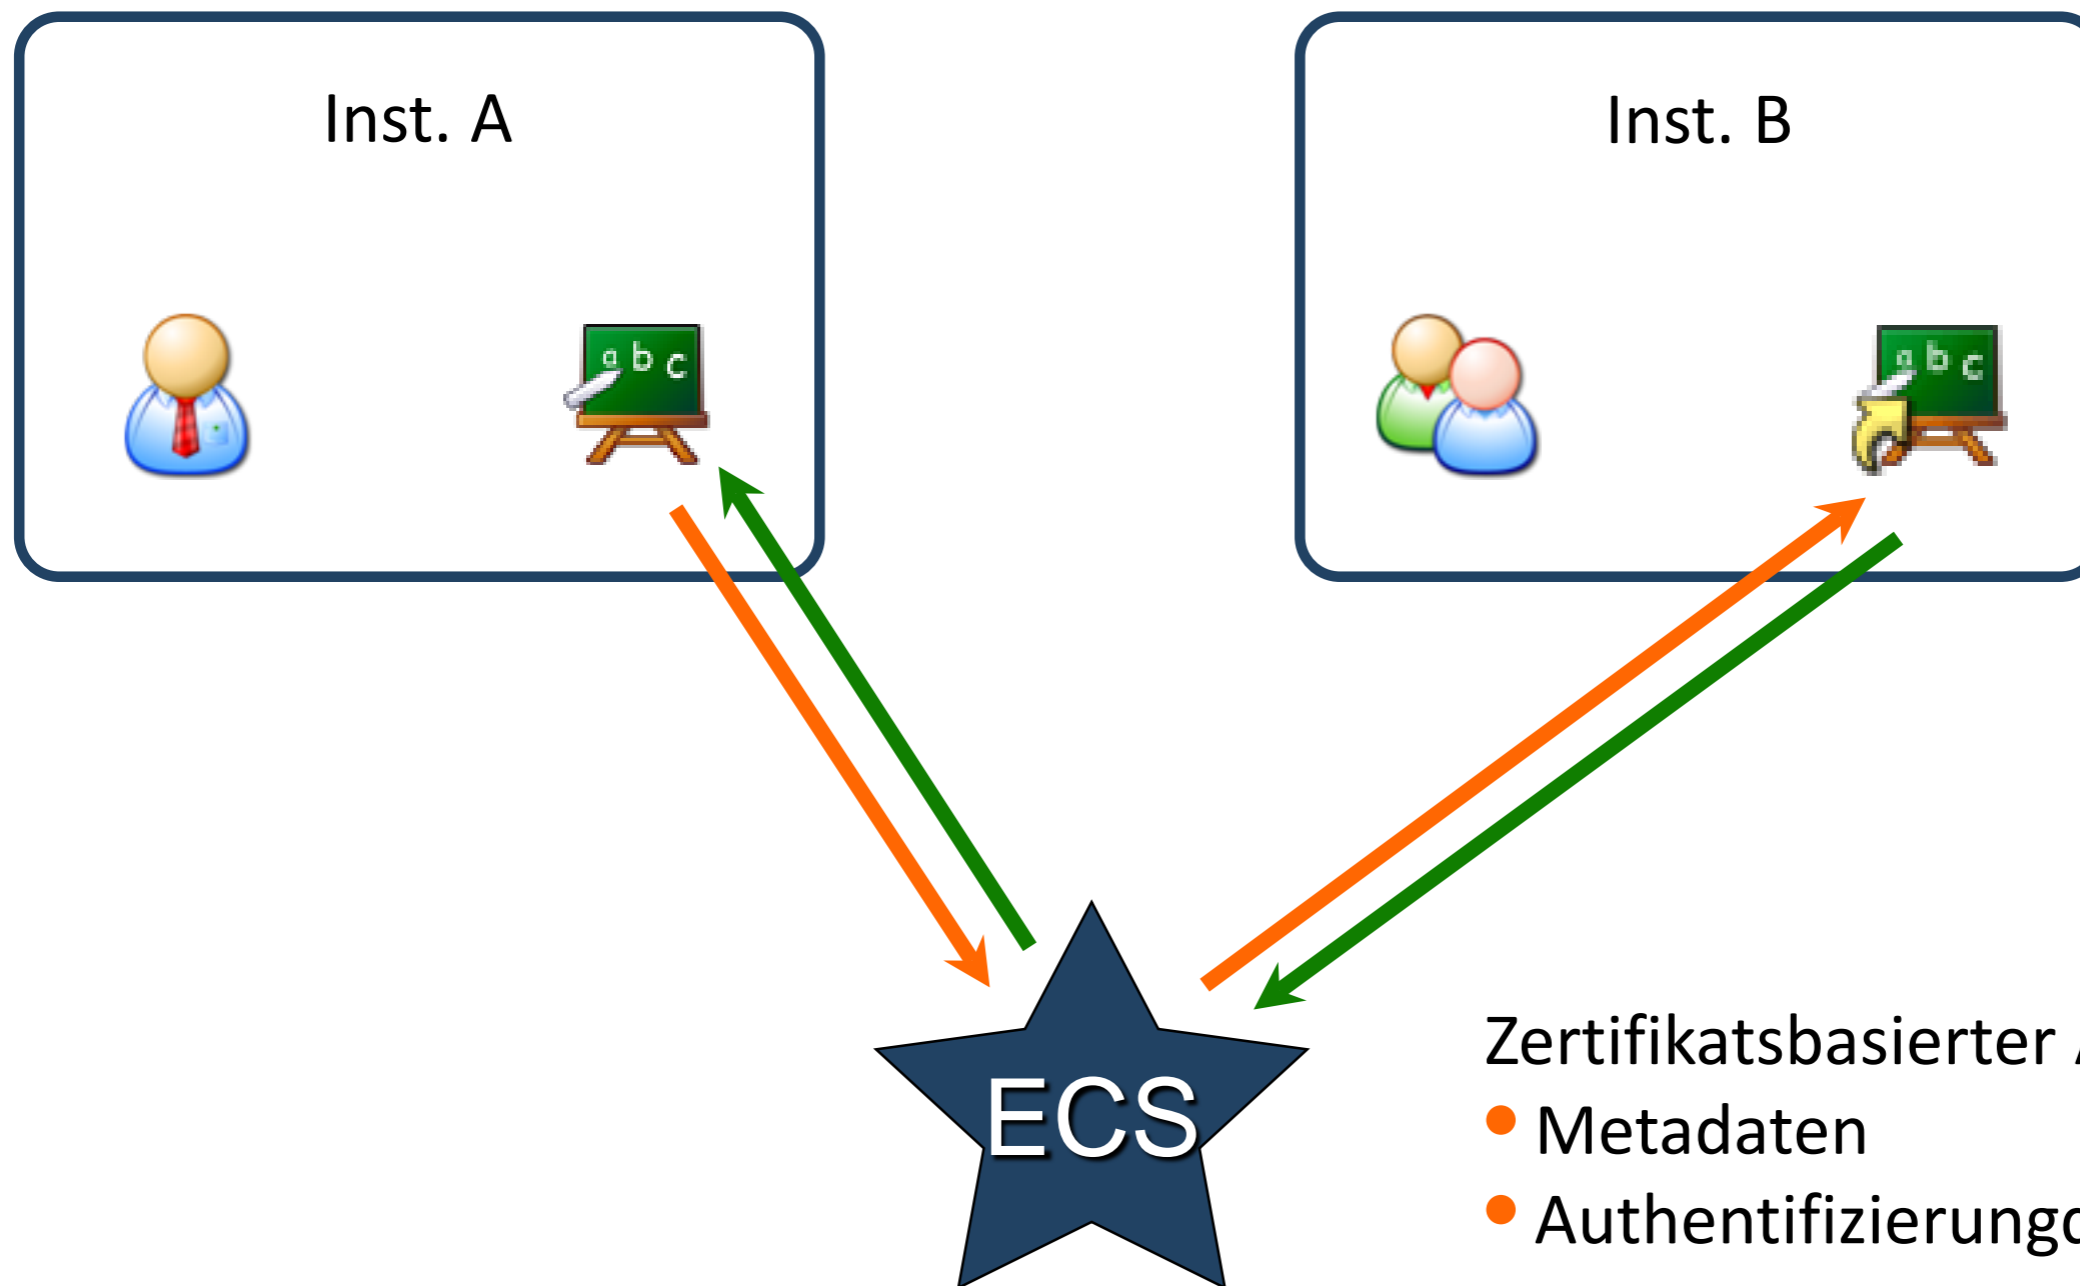 Inst. A
Inst. B
a b c
a b c
ECS
Zertifikatsbasierter
Metadaten